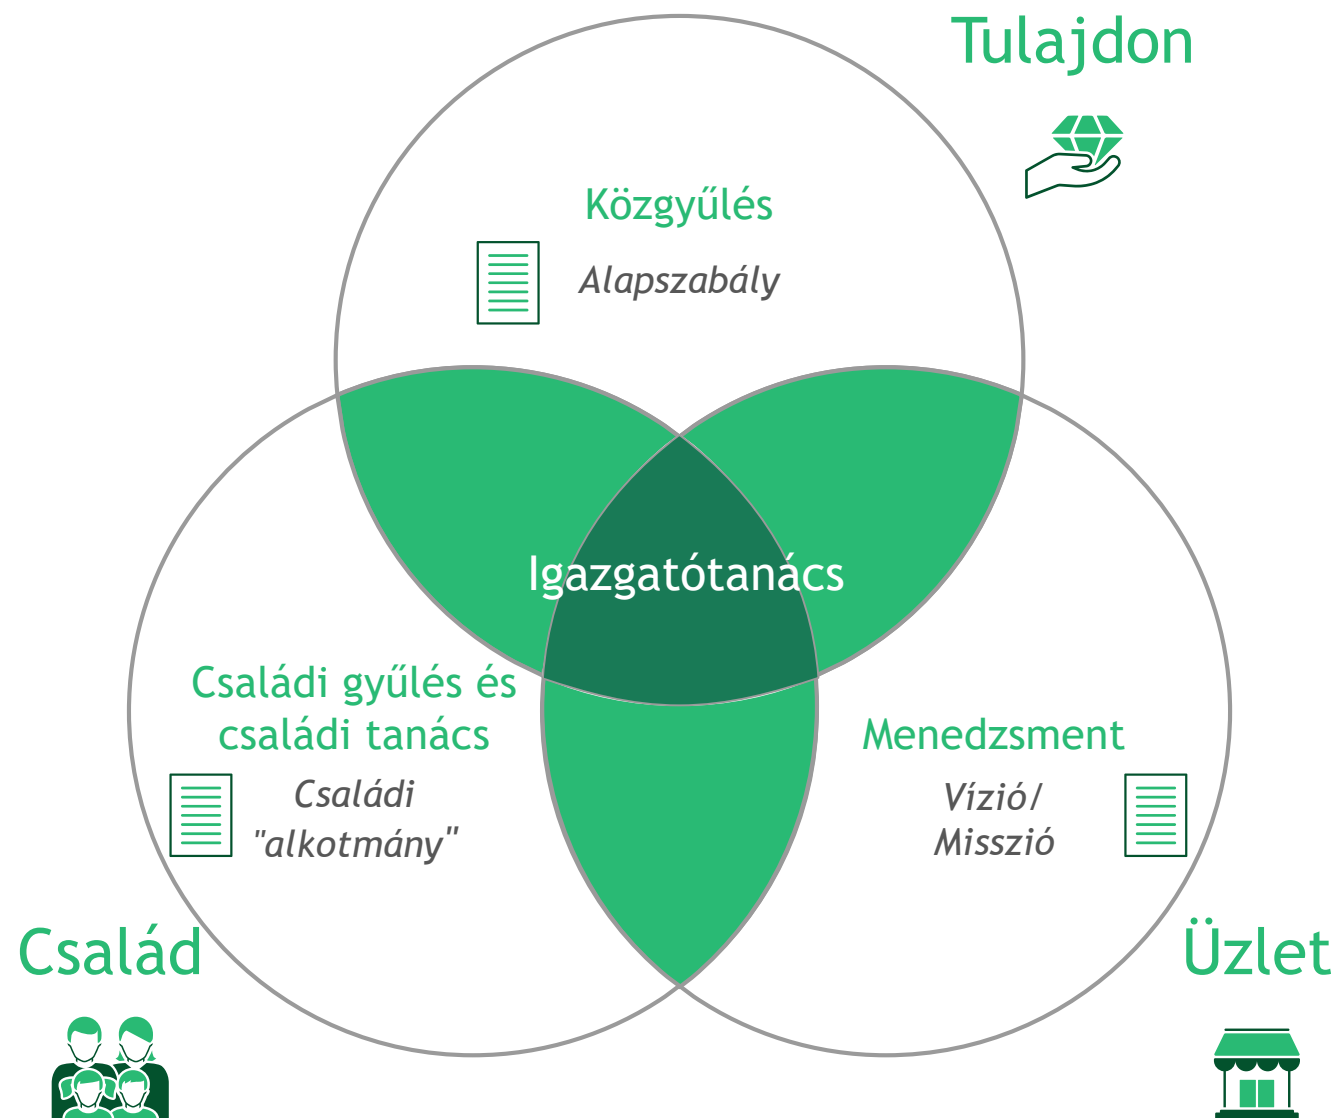 Tulajdon
Közgyűlés
Alapszabály
Igazgatótanács
Családi gyűlés és
családi tanács
Családi
"alkotmány"
Menedzsment
Vízió/
Misszió
Család
Üzlet